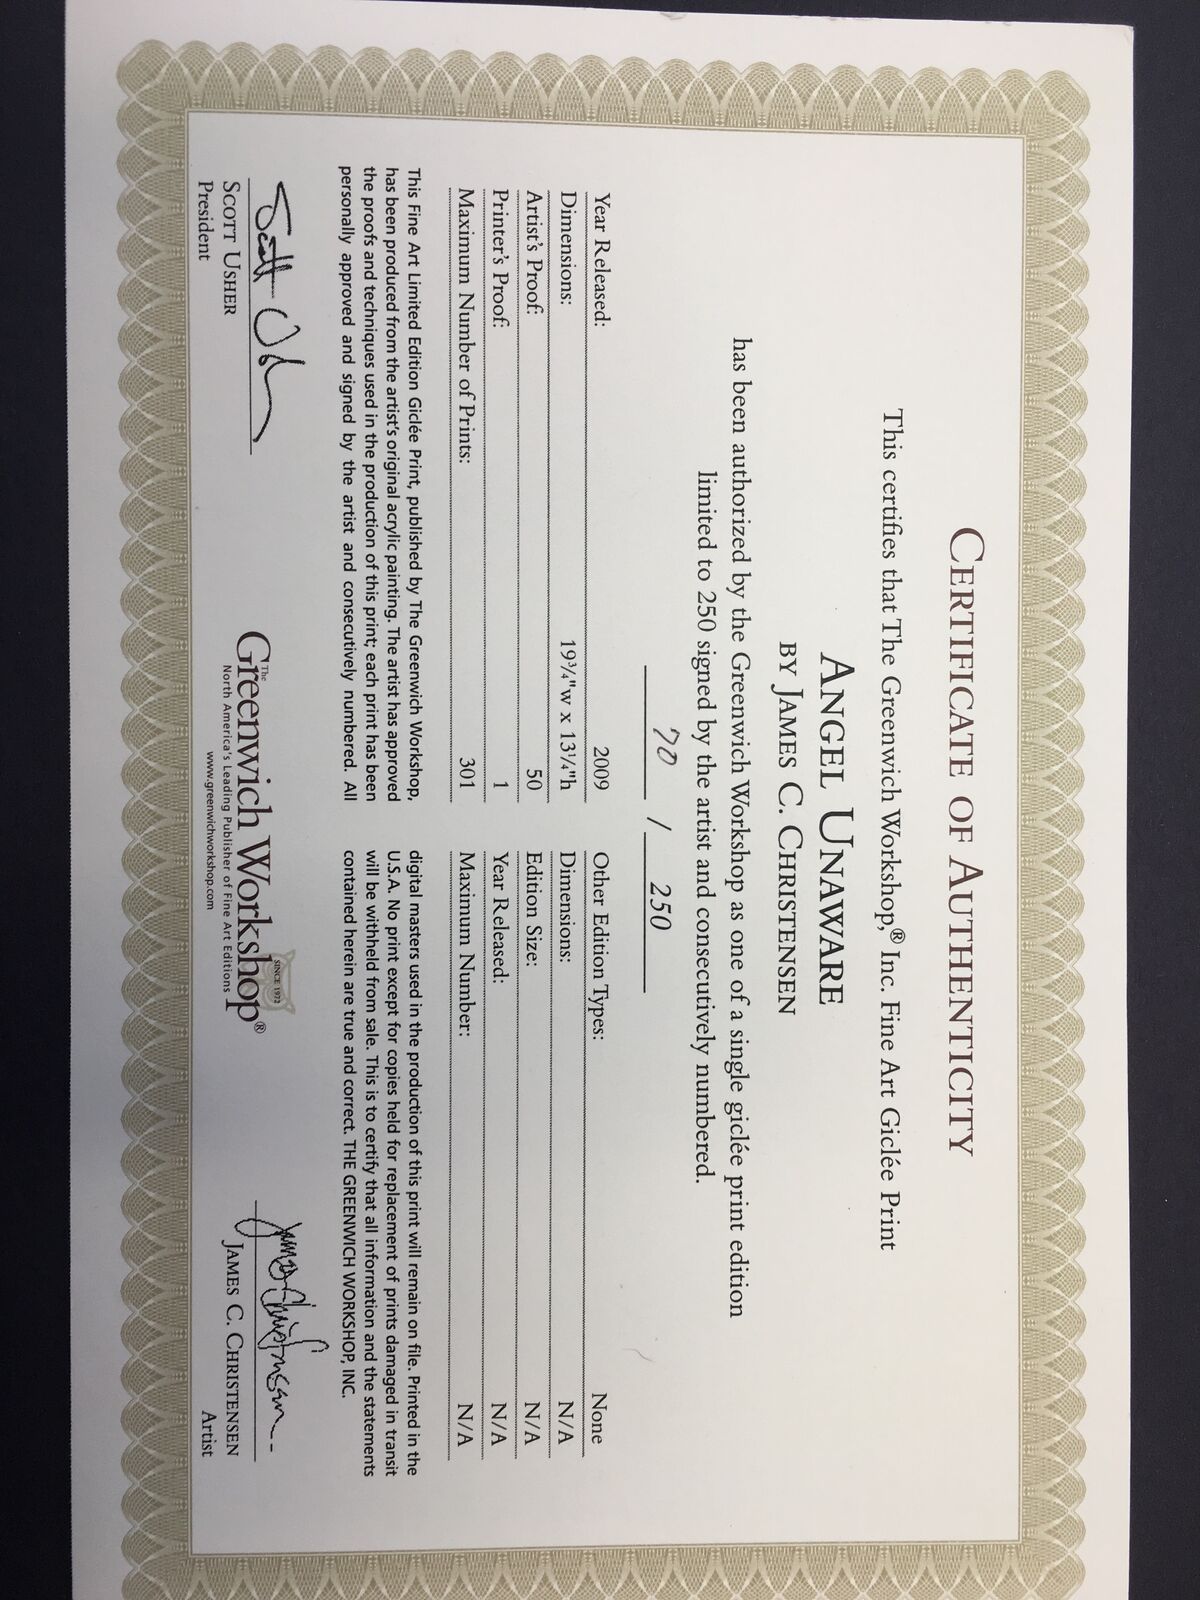 CERTIFICATE OF AUTHENTICITY
This certifies that The Greenwich Workshop,® Inc. Fine Art Giclée Print
ANGEL UNAWARE
BY JAMES C. CHRISTENSEN
has been authorized by the Greenwich Workshop as one of a single giclée print edition
limited to 250 signed by the artist and consecutively numbered.
70 / 250
Year Released: 2009
Dimensions: 19¾"w x 13¼"h
Artist's Proof: 50
Printer's Proof: 1
Maximum Number of Prints: 301
Other Edition Types: None
Dimensions: N/A
Edition Size: N/A
Year Released: N/A
Maximum Number: N/A
This Fine Art Limited Edition Giclée Print, published by The Greenwich Workshop,
has been produced from the artist's original acrylic painting. The artist has approved
the proofs and techniques used in the production of this print; each print has been
personally approved and signed by the artist and consecutively numbered. All
digital masters used in the production of this print will remain on file. Printed in the
U.S.A. No print except for copies held for replacement of prints damaged in transit
will be withheld from sale. This is to certify that all information and the statements
contained herein are true and correct. THE GREENWICH WORKSHOP, INC.
Scott Usher
SCOTT USHER
President
The
Greenwich Workshop®
SINCE 1972
North America's Leading Publisher of Fine Art Editions
www.greenwichworkshop.com
James Christensen
JAMES C. CHRISTENSEN
Artist